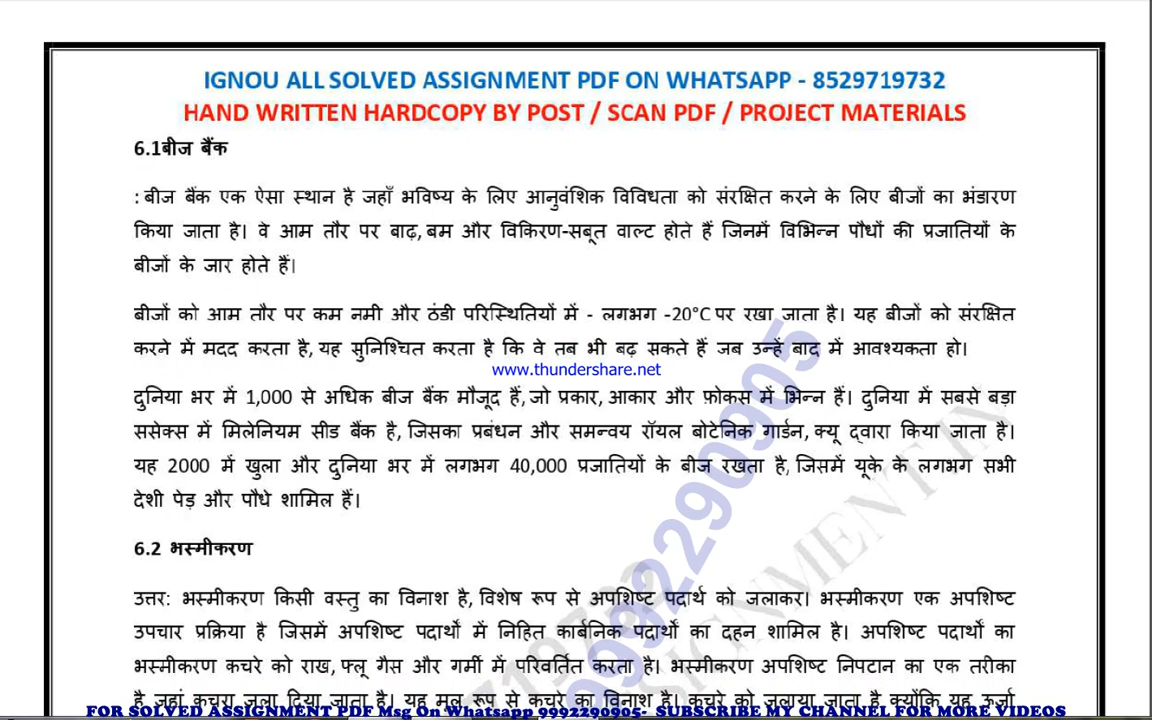 IGNOU ALL SOLVED ASSIGNMENT PDF ON WHATSAPP - 8529719732
HAND WRITTEN HARDCOPY BY POST / SCAN PDF / PROJECT MATERIALS
6.1बीज बैंक
: बीज बैंक एक ऐसा स्थान है जहाँ भविष्य के लिए आनुवंशिक विविधता को संरक्षित करने के लिए बीजों का भंडारण
किया जाता है। वे आम तौर पर बाढ़, बम और विकिरण-सबूत वाल्ट होते हैं जिनमें विभिन्न पौधों की प्रजातियों के
बीजों के जार होते हैं।
बीजों को आम तौर पर कम नमी और ठंडी परिस्थितियों में - लगभग -20°C पर रखा जाता है। यह बीजों को संरक्षित
करने में मदद करता है, यह सुनिश्चित करता है कि वे तब भी बढ़ सकते हैं जब उन्हें बाद में आवश्यकता हो।
www.thundershare.net
दुनिया भर में 1,000 से अधिक बीज बैंक मौजूद हैं, जो प्रकार, आकार और फ़ोकस में भिन्न हैं। दुनिया में सबसे बड़ा
ससेक्स में मिलेनियम सीड बैंक है, जिसका प्रबंधन और समन्वय रॉयल बोटेनिक गार्डन, क्यू द्वारा किया जाता है।
यह 2000 में खुला और दुनिया भर में लगभग 40,000 प्रजातियों के बीज रखता है, जिसमें यूके के लगभग सभी
देशी पेड़ और पौधे शामिल हैं।
6.2 भस्मीकरण
उत्तर: भस्मीकरण किसी वस्तु का विनाश है, विशेष रूप से अपशिष्ट पदार्थ को जलाकर। भस्मीकरण एक अपशिष्ट
उपचार प्रक्रिया है जिसमें अपशिष्ट पदार्थों में निहित कार्बनिक पदार्थों का दहन शामिल है। अपशिष्ट पदार्थों का
भस्मीकरण कचरे को राख, फ्लू गैस और गर्मी में परिवर्तित करता है। भस्मीकरण अपशिष्ट निपटान का एक तरीका
है जहां कचरा जला दिया जाता है। यह मूल रूप से कचरे का विनाश है। कचरे को जलाया जाता है क्योंकि यह ऊर्जा
9992290905
FOR SOLVED ASSIGNMENT PDF Msg On Whatsapp 9992290905- SUBSCRIBE MY CHANNEL FOR MORE VIDEOS